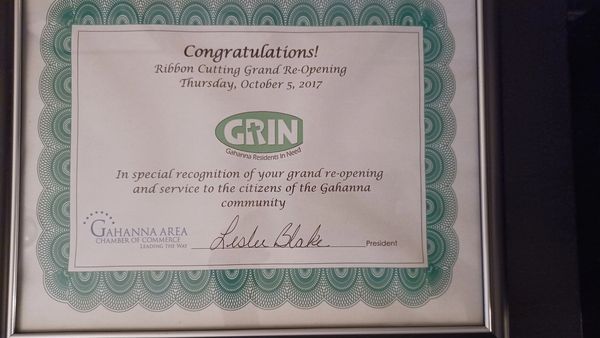 Congratulations!
Ribbon Cutting Grand Re-Opening
Thursday, October 5, 2017
GRIN
Gahanna Residents In Need
In special recognition of your grand re-opening
and service to the citizens of the Gahanna
community
GAHANNA AREA
CHAMBER OF COMMERCE
LEADING THE WAY
Leslee Blake
President